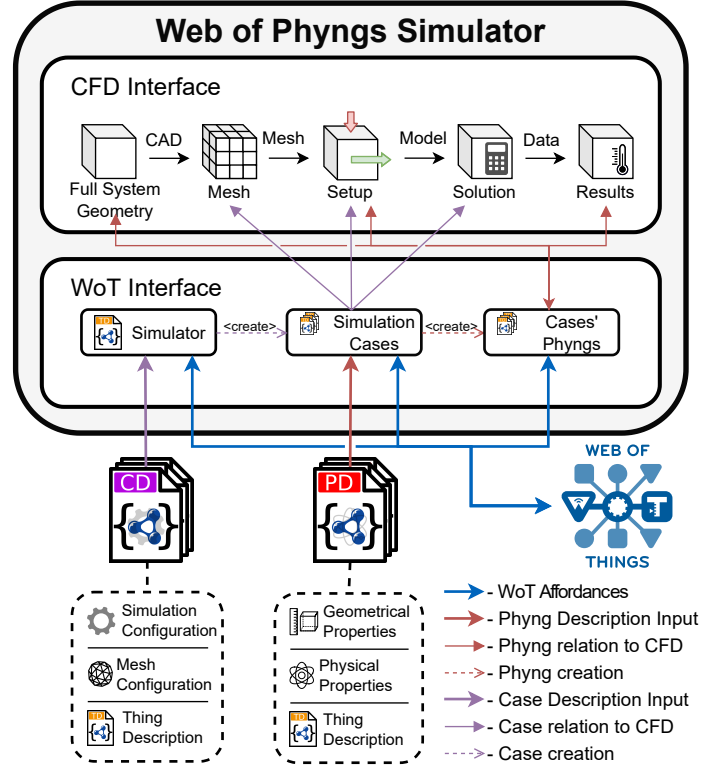 Web of Phyngs Simulator
CFD Interface
CAD
Mesh
Model
Data
Full System
Geometry
Mesh
Setup
Solution
Results
WoT Interface
TD
Simulator
<create>
Simulation
Cases
<create>
Cases'
Phyngs
CD
PD
WEB OF
THINGS
Simulation
Configuration
Mesh
Configuration
TD
Thing
Description
Geometrical
Properties
Physical
Properties
TD
Thing
Description
- WoT Affordances
- Phyng Description Input
- Phyng relation to CFD
- Phyng creation
- Case Description Input
- Case relation to CFD
- Case creation